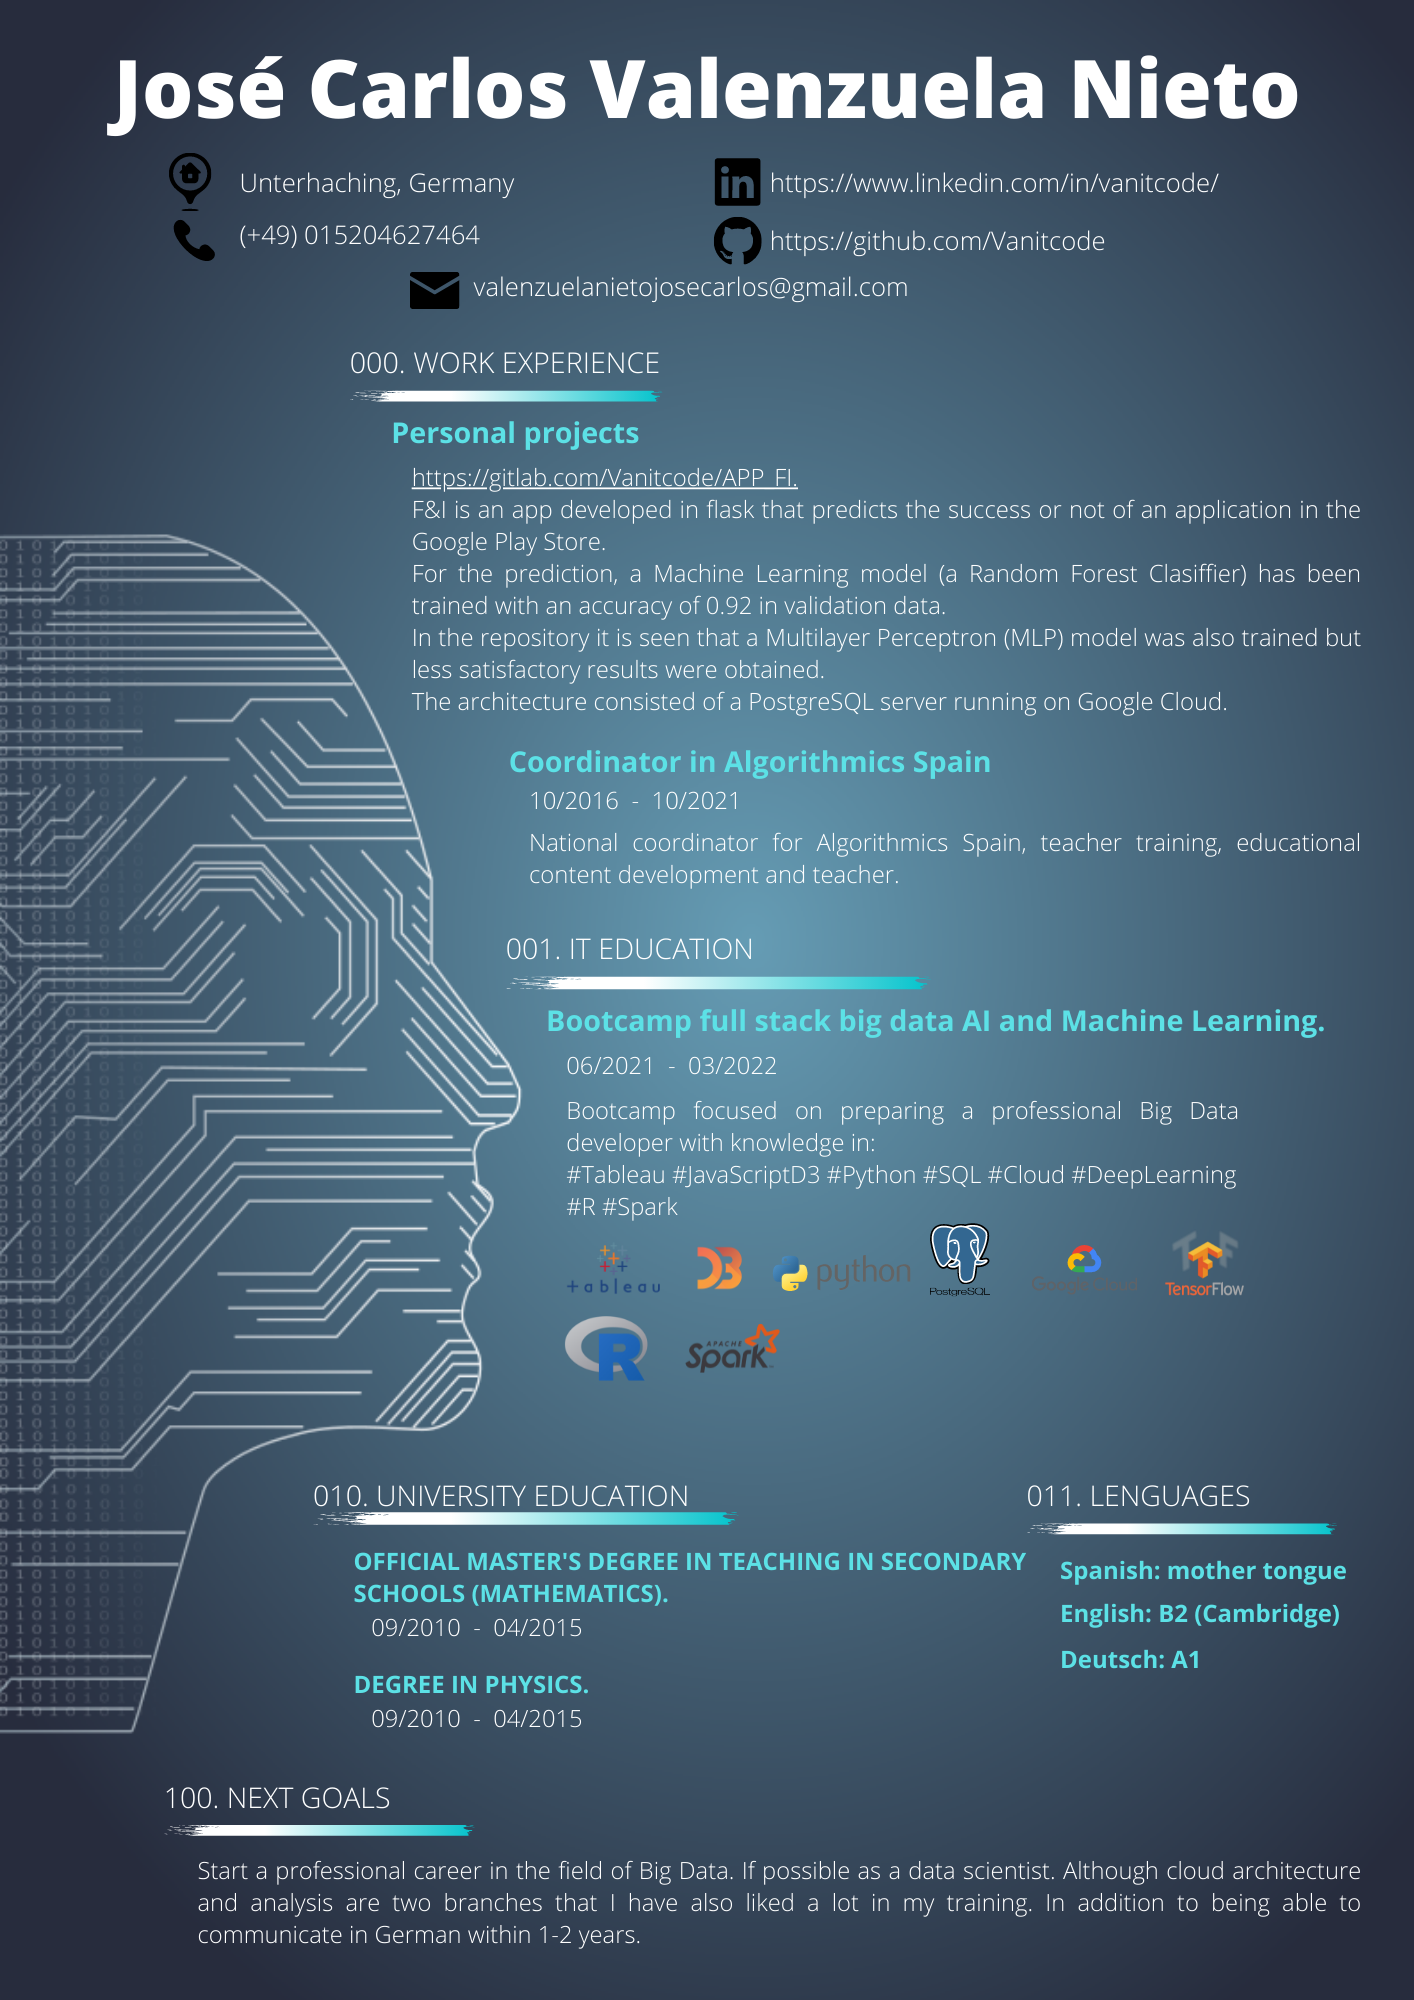 José Carlos Valenzuela Nieto
Unterhaching, Germany
(+49) 015204627464
https://www.linkedin.com/in/vanitcode/
https://github.com/Vanitcode
valenzuelanietojosecarlos@gmail.com
000. WORK EXPERIENCE
Personal projects
https://gitlab.com/Vanitcode/APP_FI.
F&I is an app developed in flask that predicts the success or not of an application in the
Google Play Store.
For the prediction, a Machine Learning model (a Random Forest Clasiffier) has been
trained with an accuracy of 0.92 in validation data.
In the repository it is seen that a Multilayer Perceptron (MLP) model was also trained but
less satisfactory results were obtained.
The architecture consisted of a PostgreSQL server running on Google Cloud.
Coordinator in Algorithmics Spain
10/2016 - 10/2021
National coordinator for Algorithmics Spain, teacher training, educational
content development and teacher.
001. IT EDUCATION
Bootcamp full stack big data AI and Machine Learning.
06/2021 - 03/2022
Bootcamp focused on preparing a professional Big Data
developer with knowledge in:
#Tableau #JavaScriptD3 #Python #SQL #Cloud #DeepLearning
#R #Spark
+ableau
D3
python
PostgreSQL
Google Cloud
TensorFlow
R
APACHE
Spark
010. UNIVERSITY EDUCATION
OFFICIAL MASTER'S DEGREE IN TEACHING IN SECONDARY
SCHOOLS (MATHEMATICS).
09/2010 - 04/2015
DEGREE IN PHYSICS.
09/2010 - 04/2015
011. LENGUAGES
Spanish: mother tongue
English: B2 (Cambridge)
Deutsch: A1
100. NEXT GOALS
Start a professional career in the field of Big Data. If possible as a data scientist. Although cloud architecture
and analysis are two branches that I have also liked a lot in my training. In addition to being able to
communicate in German within 1-2 years.